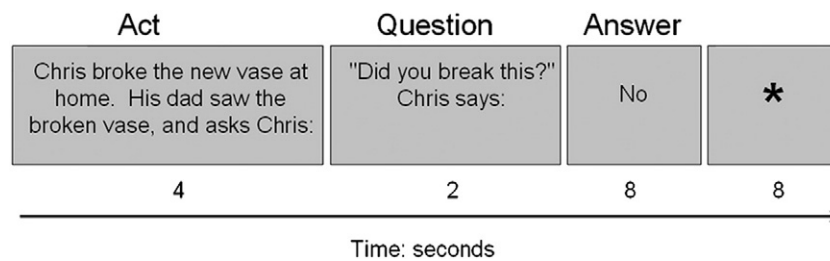 Act
Question
Answer
Chris broke the new vase at
home. His dad saw the
broken vase, and asks Chris:
"Did you break this?"
Chris says:
No
*
4
2
8
8
Time: seconds